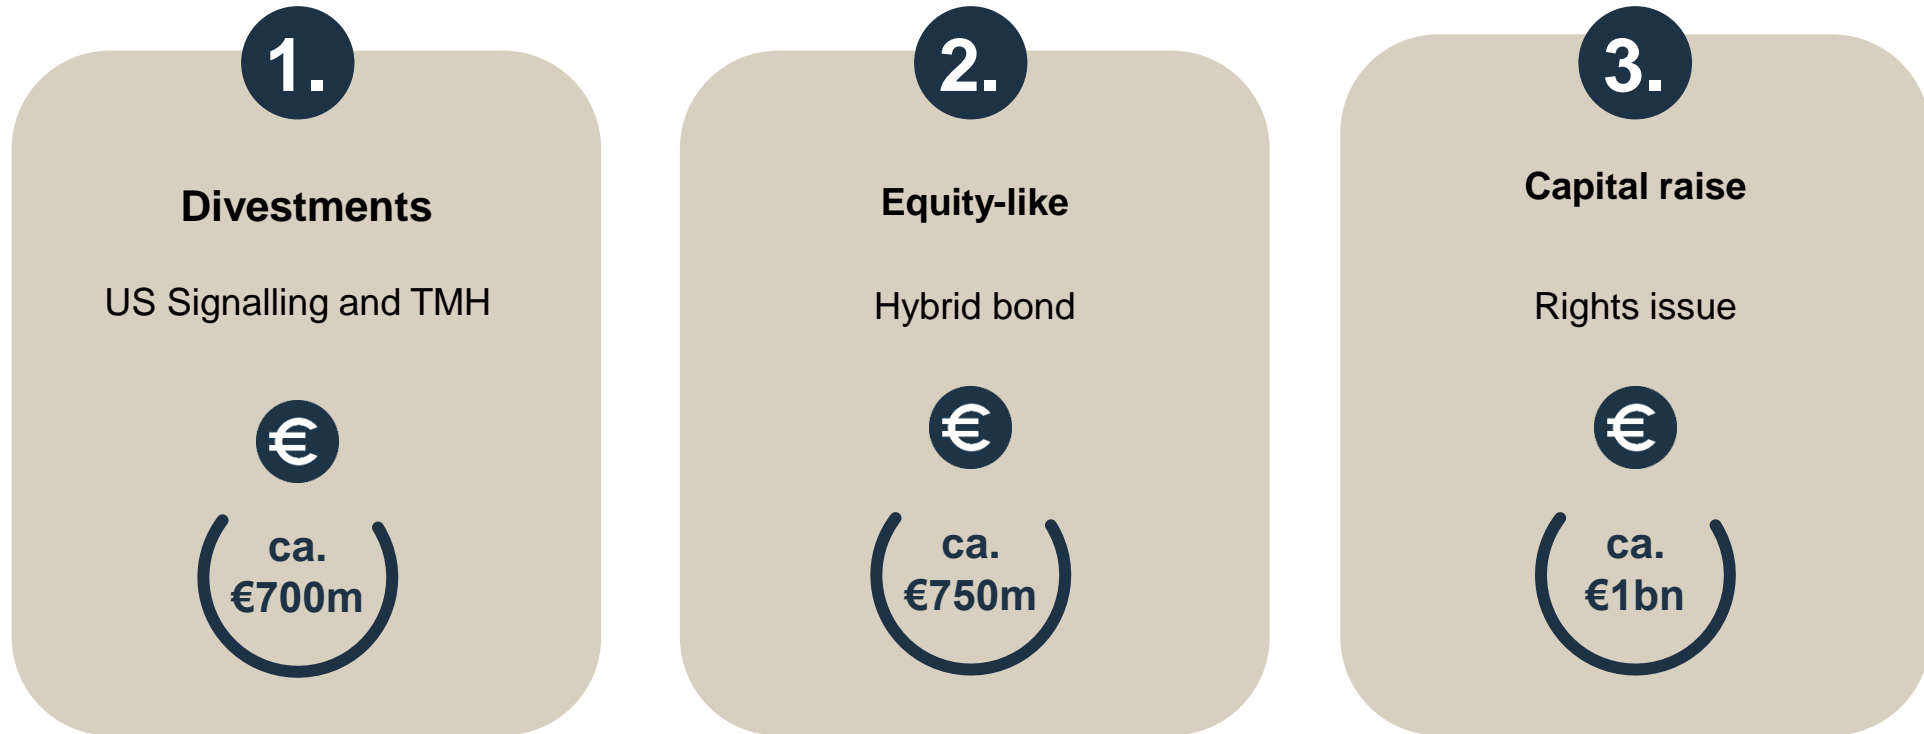 1.
Divestments
US Signalling and TMH
€
ca.
€700m
2.
Equity-like
Hybrid bond
€
ca.
€750m
3.
Capital raise
Rights issue
€
ca.
€1bn